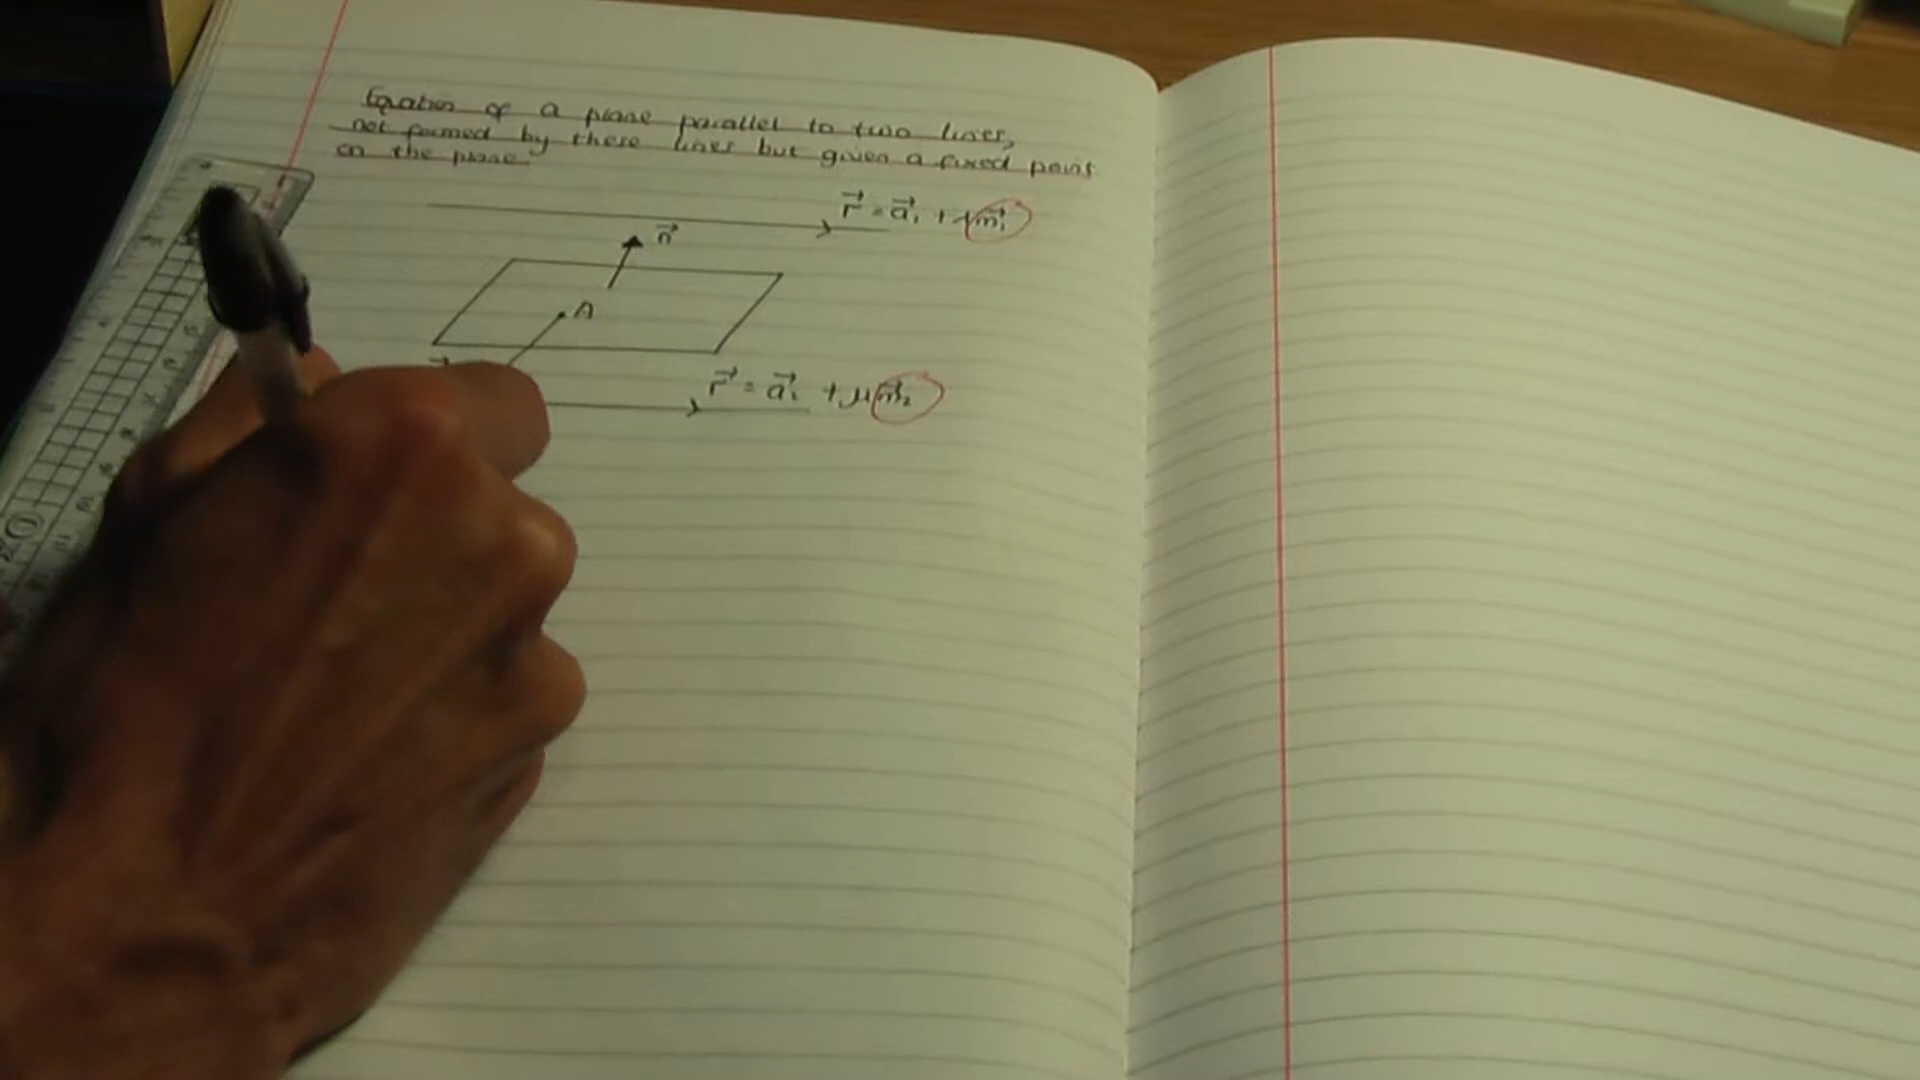 Equation of a plane parallel to two lines,
not formed by these lines but given a fixed point
on the plane
r⃗ = a⃗₁ + λm⃗₁
n⃗
A
r⃗ = a⃗₂ + μm⃗₂